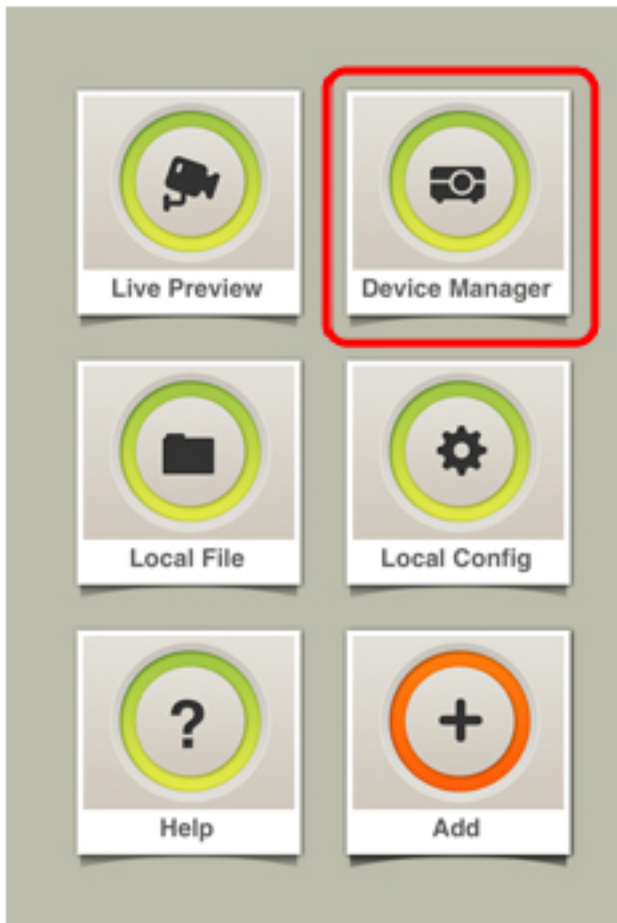 Live Preview
Device Manager
Local File
Local Config
?
Help
Add